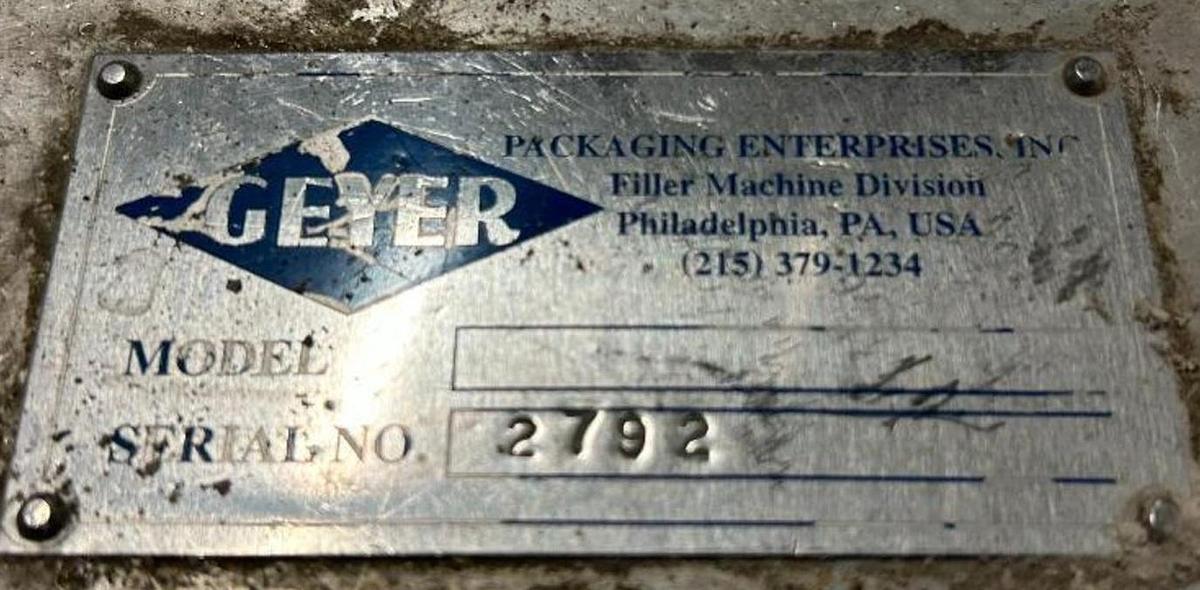 GEYER
PACKAGING ENTERPRISES, INC
Filler Machine Division
Philadelphia, PA, USA
(215) 379-1234
MODEL
SERIAL NO. 2792